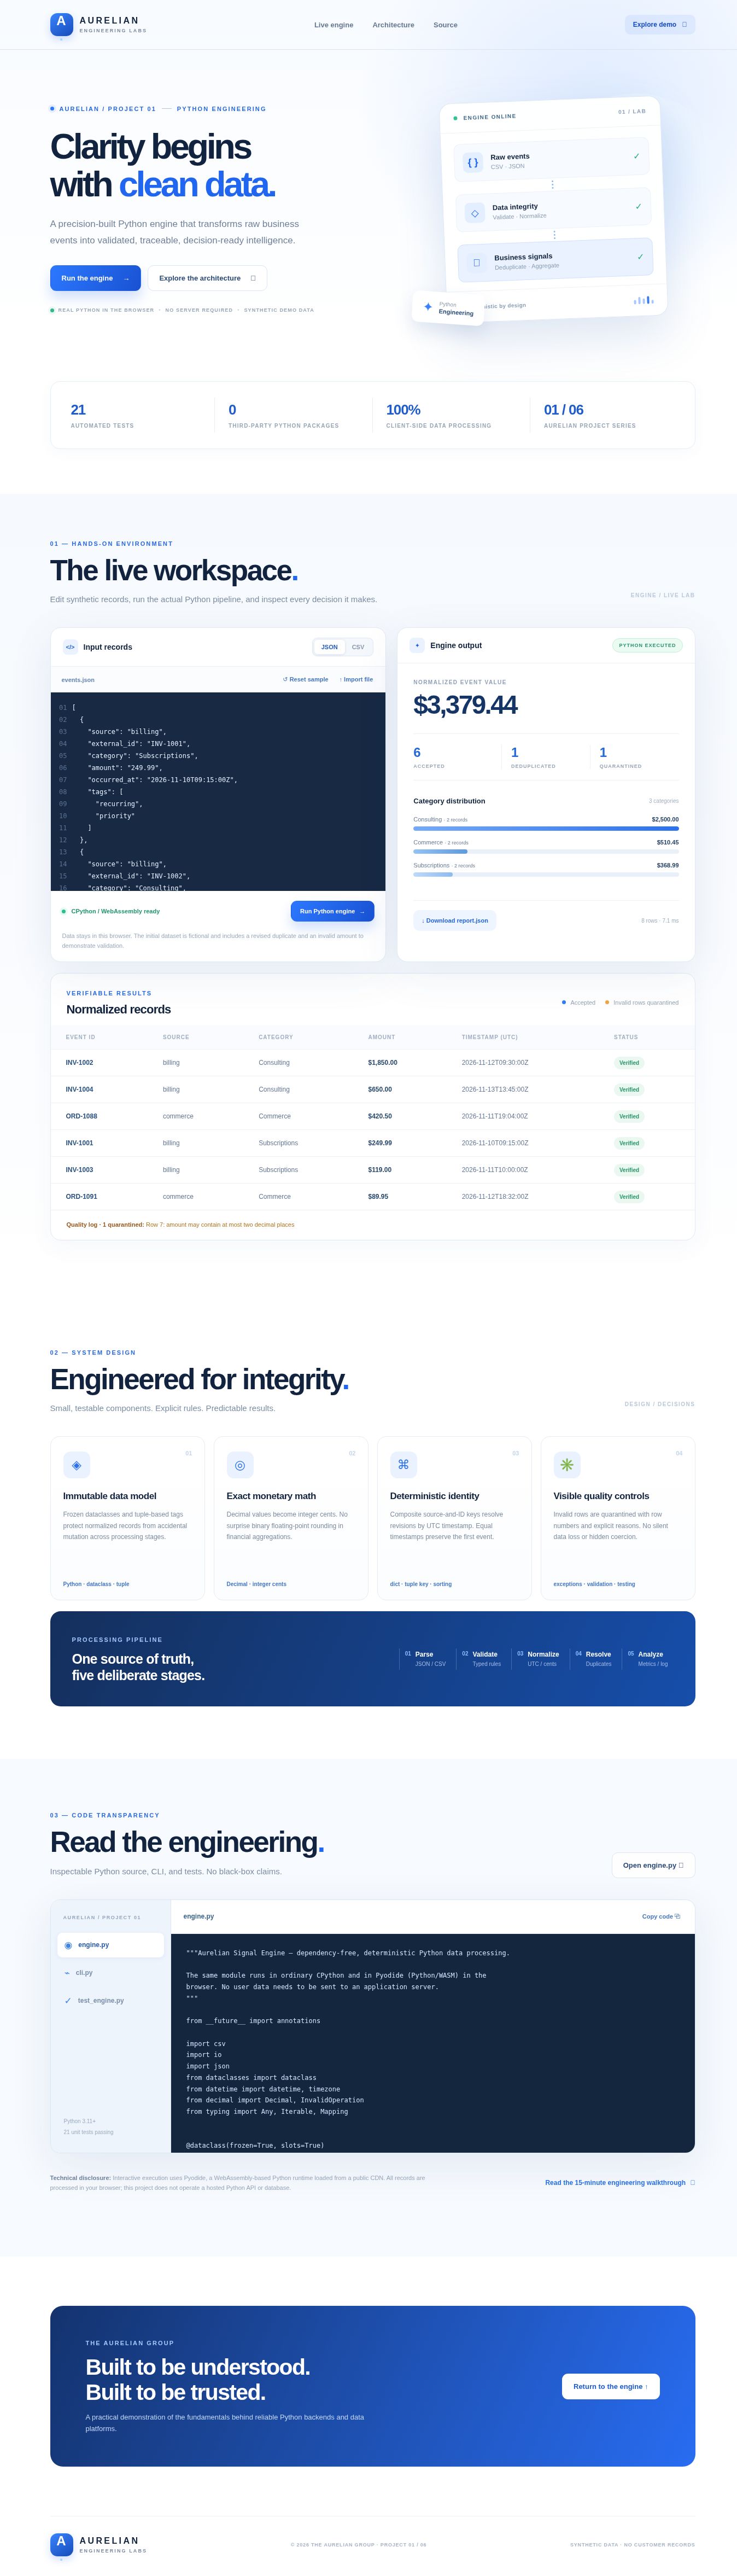 A AURELIAN
ENGINEERING LABS
Live engine Architecture Source
Explore demo
AURELIAN / PROJECT 01 — PYTHON ENGINEERING
Clarity begins
with clean data.
A precision-built Python engine that transforms raw business
events into validated, traceable, decision-ready intelligence.
Run the engine →
Explore the architecture
REAL PYTHON IN THE BROWSER · NO SERVER REQUIRED · SYNTHETIC DEMO DATA
ENGINE ONLINE 01 / LAB
{ } Raw events ✓
CSV · JSON
◇ Data integrity ✓
Validate · Normalize
Business signals ✓
Deduplicate · Aggregate
istic by design
✦ Python
Engineering
21
AUTOMATED TESTS
0
THIRD-PARTY PYTHON PACKAGES
100%
CLIENT-SIDE DATA PROCESSING
01 / 06
AURELIAN PROJECT SERIES
01 — HANDS-ON ENVIRONMENT
The live workspace.
Edit synthetic records, run the actual Python pipeline, and inspect every decision it makes.
ENGINE / LIVE LAB
</> Input records JSON CSV
events.json ↺ Reset sample ↑ Import file
01 [
02 {
03 "source": "billing",
04 "external_id": "INV-1001",
05 "category": "Subscriptions",
06 "amount": "249.99",
07 "occurred_at": "2026-11-10T09:15:00Z",
08 "tags": [
09 "recurring",
10 "priority"
11 ]
12 },
13 {
14 "source": "billing",
15 "external_id": "INV-1002",
16 "category": "Consulting",
CPython / WebAssembly ready
Run Python engine →
Data stays in this browser. The initial dataset is fictional and includes a revised duplicate and an invalid amount to
demonstrate validation.
✦ Engine output PYTHON EXECUTED
NORMALIZED EVENT VALUE
$3,379.44
6
ACCEPTED
1
DEDUPLICATED
1
QUARANTINED
Category distribution 3 categories
Consulting · 2 records $2,500.00
Commerce · 2 records $510.45
Subscriptions · 2 records $368.99
↓ Download report.json 8 rows · 7.1 ms
VERIFIABLE RESULTS
Normalized records
Accepted Invalid rows quarantined
EVENT ID SOURCE CATEGORY AMOUNT TIMESTAMP (UTC) STATUS
INV-1002 billing Consulting $1,850.00 2026-11-12T09:30:00Z Verified
INV-1004 billing Consulting $650.00 2026-11-13T13:45:00Z Verified
ORD-1088 commerce Commerce $420.50 2026-11-11T19:04:00Z Verified
INV-1001 billing Subscriptions $249.99 2026-11-10T09:15:00Z Verified
INV-1003 billing Subscriptions $119.00 2026-11-11T10:00:00Z Verified
ORD-1091 commerce Commerce $89.95 2026-11-12T18:32:00Z Verified
Quality log · 1 quarantined: Row 7: amount may contain at most two decimal places
02 — SYSTEM DESIGN
Engineered for integrity.
Small, testable components. Explicit rules. Predictable results.
DESIGN / DECISIONS
◈ 01
Immutable data model
Frozen dataclasses and tuple-based tags
protect normalized records from accidental
mutation across processing stages.
Python · dataclass · tuple
◎ 02
Exact monetary math
Decimal values become integer cents. No
surprise binary floating-point rounding in
financial aggregations.
Decimal · integer cents
⌘ 03
Deterministic identity
Composite source-and-ID keys resolve
revisions by UTC timestamp. Equal
timestamps preserve the first event.
dict · tuple key · sorting
✳ 04
Visible quality controls
Invalid rows are quarantined with row
numbers and explicit reasons. No silent
data loss or hidden coercion.
exceptions · validation · testing
PROCESSING PIPELINE
One source of truth,
five deliberate stages.
01 Parse
JSON / CSV
02 Validate
Typed rules
03 Normalize
UTC / cents
04 Resolve
Duplicates
05 Analyze
Metrics / log
03 — CODE TRANSPARENCY
Read the engineering.
Inspectable Python source, CLI, and tests. No black-box claims.
Open engine.py
AURELIAN / PROJECT 01
◉ engine.py
⌁ cli.py
✓ test_engine.py
Python 3.11+
21 unit tests passing
engine.py Copy code
"""Aurelian Signal Engine — dependency-free, deterministic Python data processing.
The same module runs in ordinary CPython and in Pyodide (Python/WASM) in the
browser. No user data needs to be sent to an application server.
"""
from __future__ import annotations
import csv
import io
import json
from dataclasses import dataclass
from datetime import datetime, timezone
from decimal import Decimal, InvalidOperation
from typing import Any, Iterable, Mapping
@dataclass(frozen=True, slots=True)
Technical disclosure: Interactive execution uses Pyodide, a WebAssembly-based Python runtime loaded from a public CDN. All records are
processed in your browser; this project does not operate a hosted Python API or database.
Read the 15-minute engineering walkthrough
THE AURELIAN GROUP
Built to be understood.
Built to be trusted.
A practical demonstration of the fundamentals behind reliable Python backends and data
platforms.
Return to the engine ↑
A AURELIAN
ENGINEERING LABS
© 2026 THE AURELIAN GROUP · PROJECT 01 / 06
SYNTHETIC DATA · NO CUSTOMER RECORDS